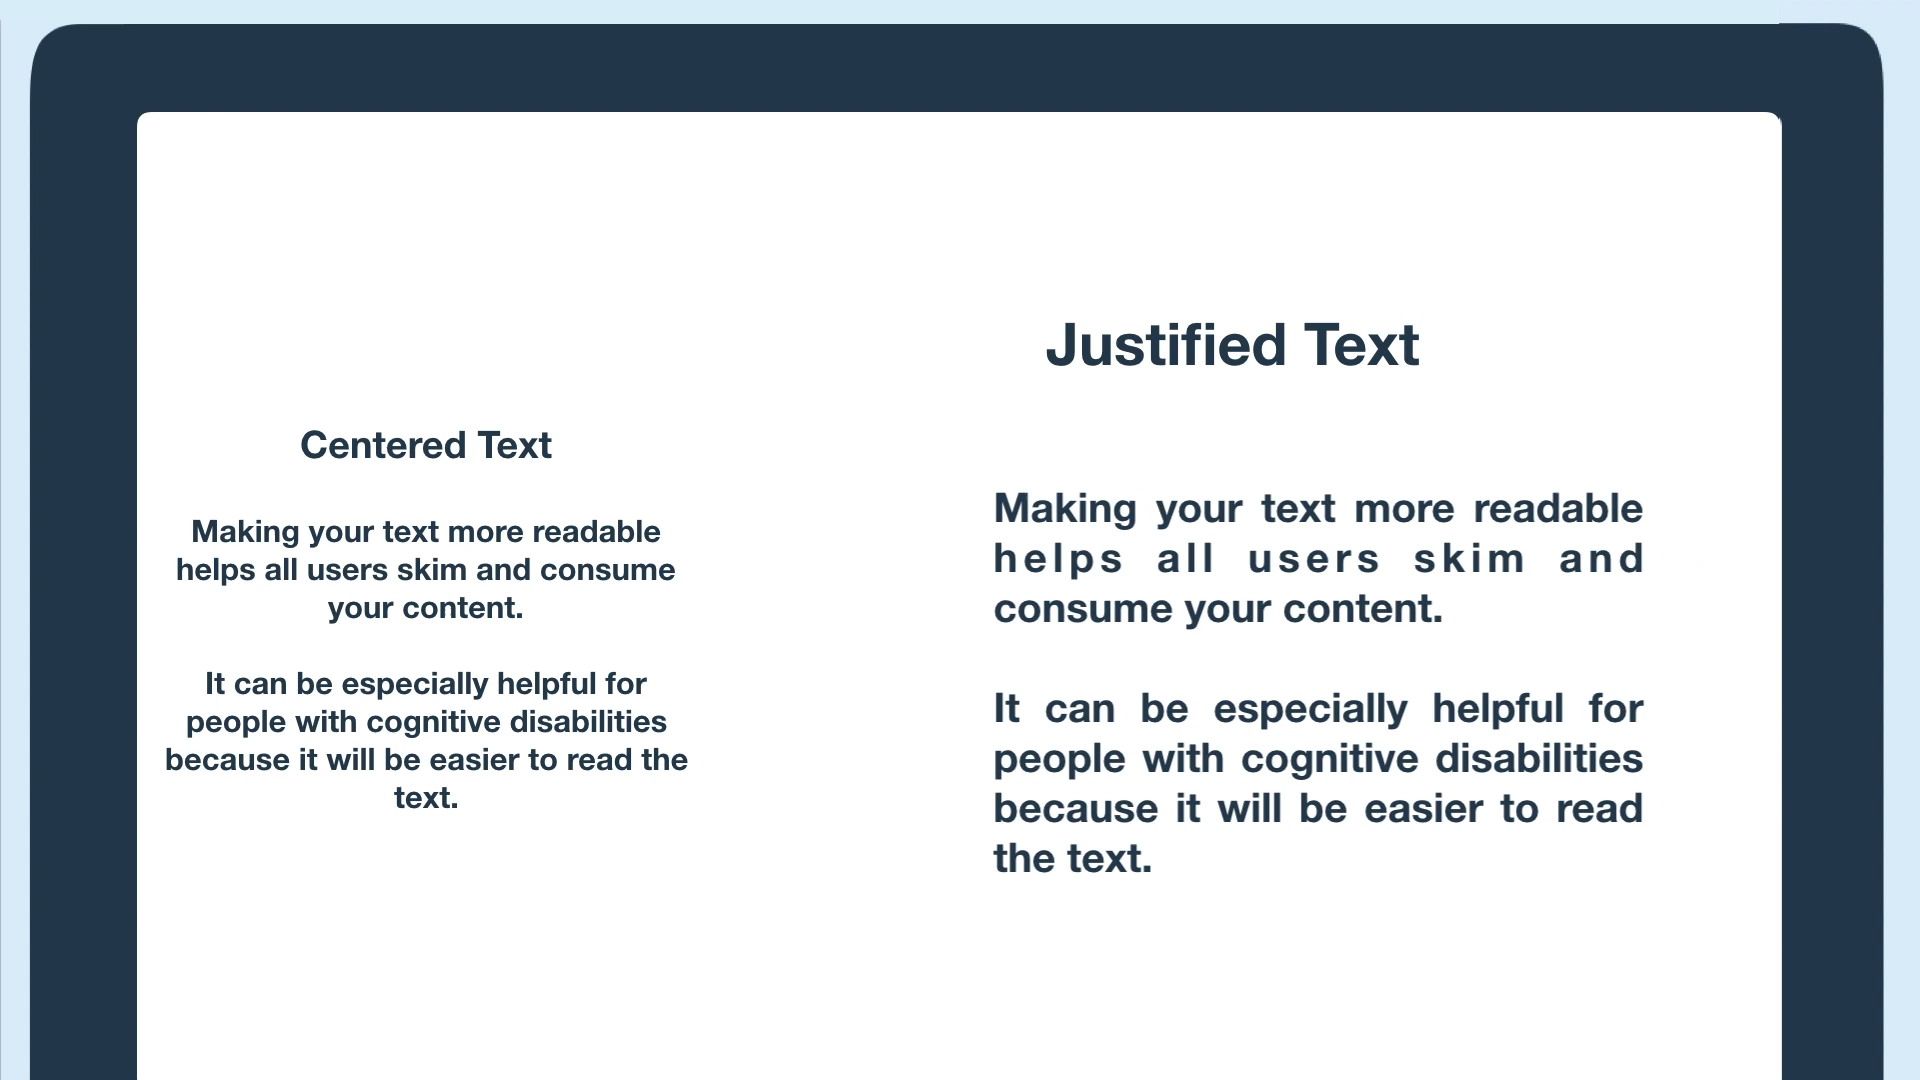 Centered Text
Making your text more readable
helps all users skim and consume
your content.
It can be especially helpful for
people with cognitive disabilities
because it will be easier to read the
text.
Justified Text
Making your text more readable
helps all users skim and
consume your content.
It can be especially helpful for
people with cognitive disabilities
because it will be easier to read
the text.